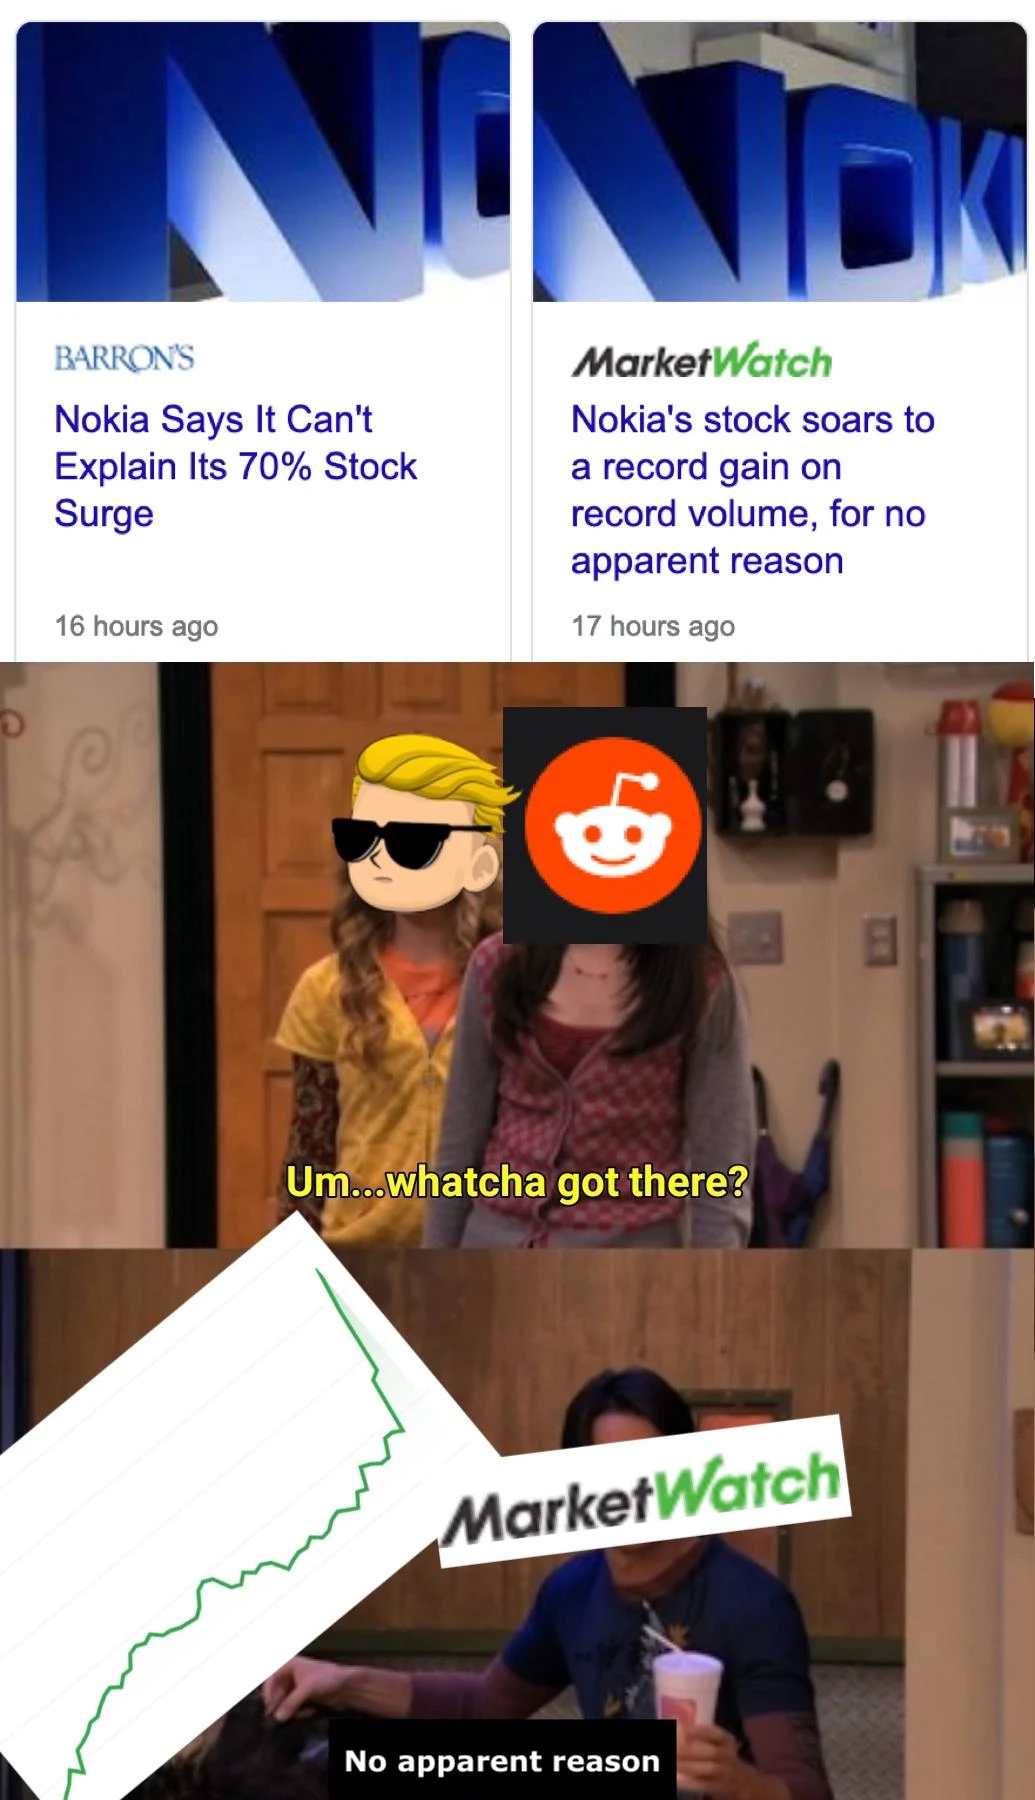 NO
NOKI
BARRON'S
Nokia Says It Can't
Explain Its 70% Stock
Surge
16 hours ago
MarketWatch
Nokia's stock soars to
a record gain on
record volume, for no
apparent reason
17 hours ago
Um...whatcha got there?
MarketWatch
No apparent reason